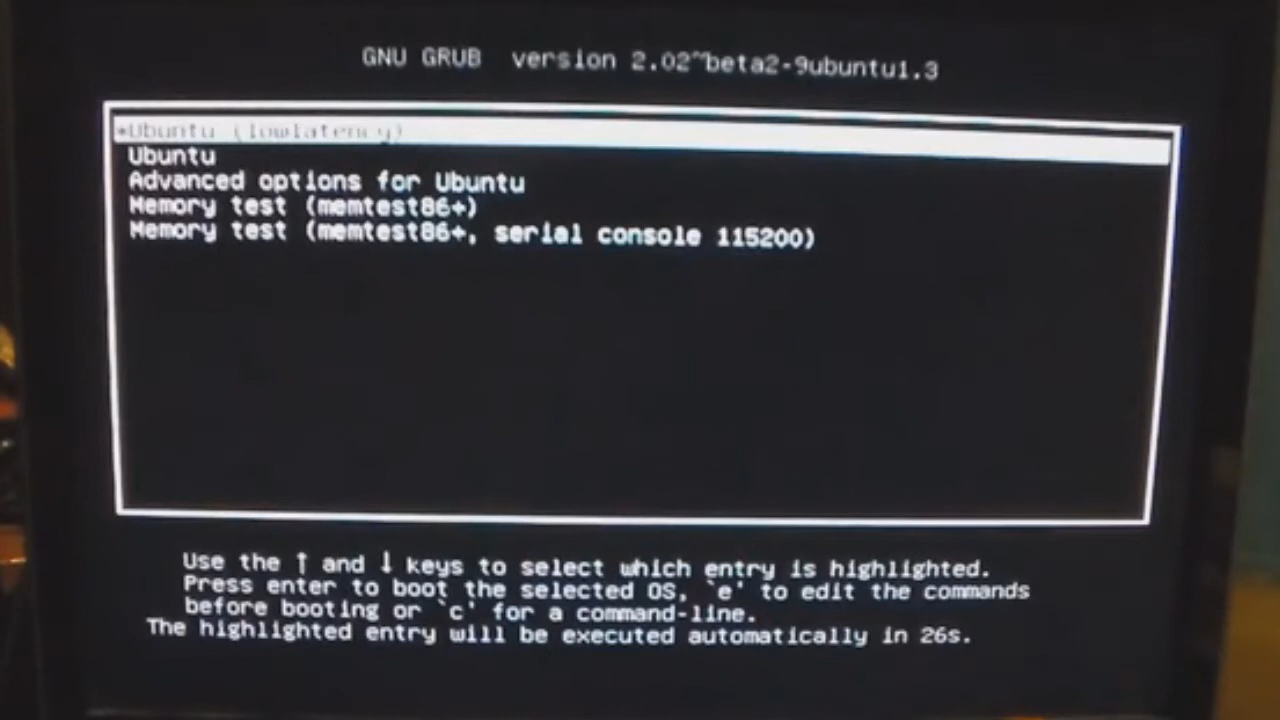 GNU GRUB version 2.02~beta2-9ubuntu1.3
*Ubuntu (lowlatency)
Ubuntu
Advanced options for Ubuntu
Memory test (memtest86+)
Memory test (memtest86+, serial console 115200)
Use the ↑ and ↓ keys to select which entry is highlighted.
Press enter to boot the selected OS, `e' to edit the commands
before booting or `c' for a command-line.
The highlighted entry will be executed automatically in 26s.